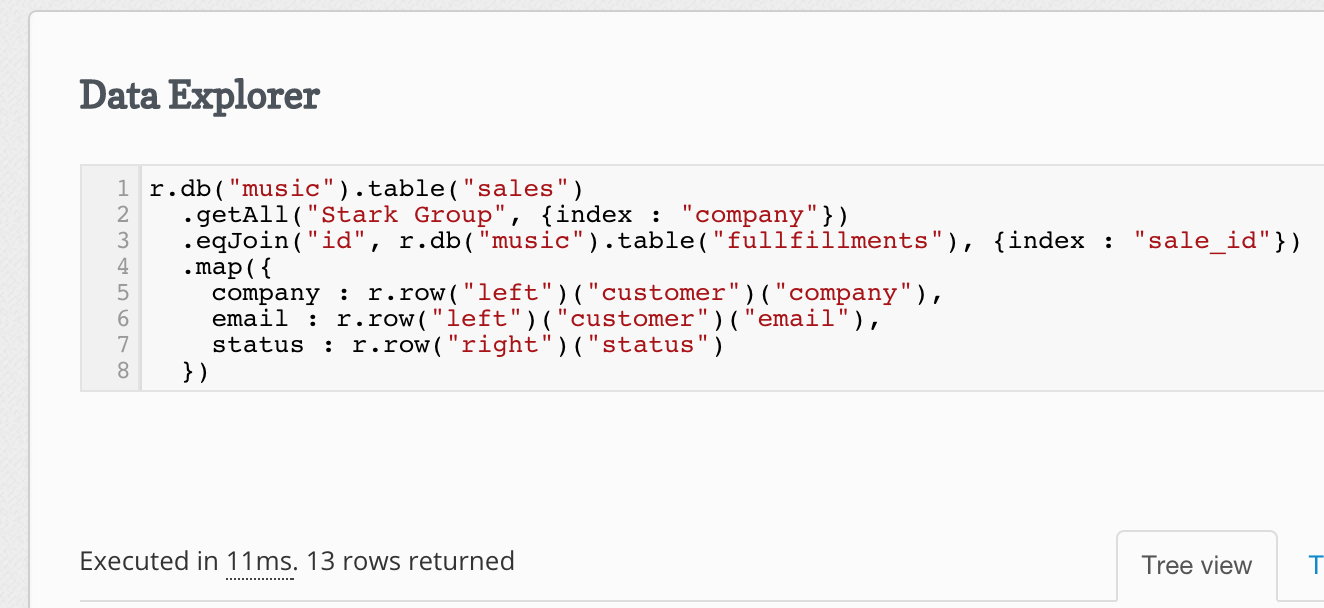 Data Explorer
1 r.db("music").table("sales")
2   .getAll("Stark Group", {index : "company"})
3   .eqJoin("id", r.db("music").table("fullfillments"), {index : "sale_id"})
4   .map({
5     company : r.row("left")("customer")("company"),
6     email : r.row("left")("customer")("email"),
7     status : r.row("right")("status")
8   })
Executed in 11ms. 13 rows returned
Tree view
T